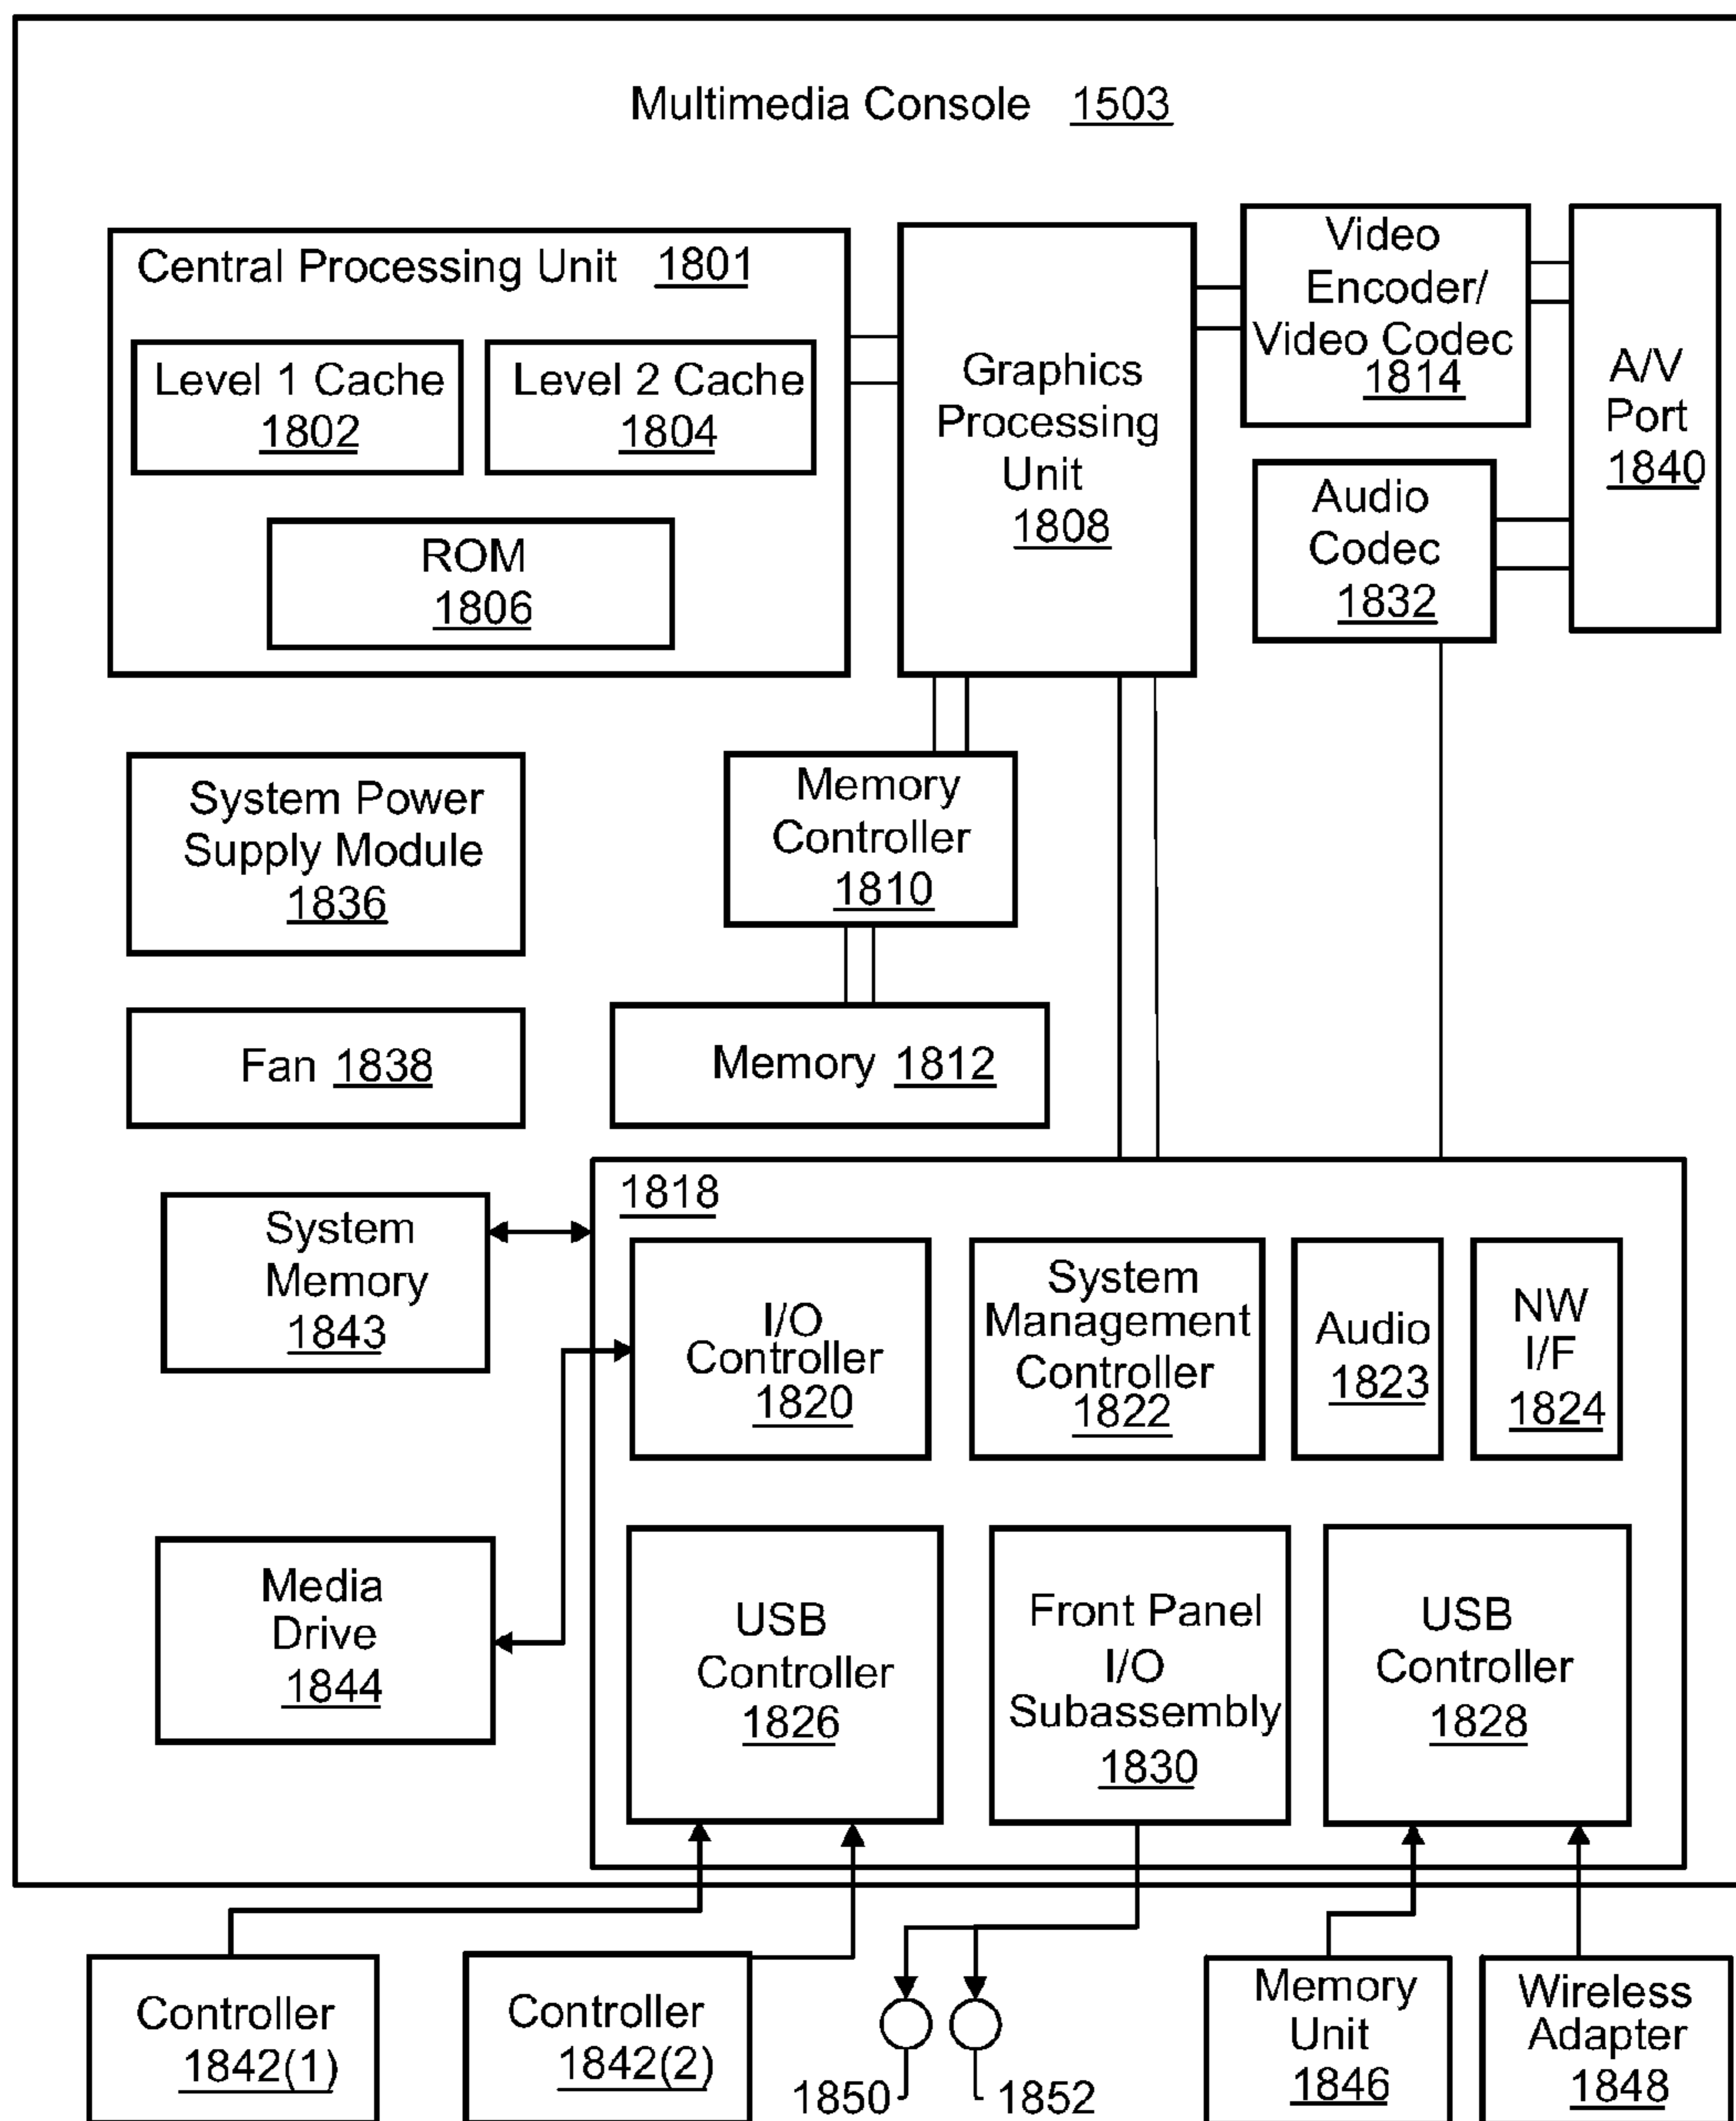 Multimedia Console 1503
Central Processing Unit 1801
Level 1 Cache
1802
Level 2 Cache
1804
ROM
1806
Graphics
Processing
Unit
1808
Video
Encoder/
Video Codec
1814
A/V
Port
1840
Audio
Codec
1832
System Power
Supply Module
1836
Memory
Controller
1810
Fan 1838
Memory 1812
System
Memory
1843
1818
I/O
Controller
1820
System
Management
Controller
1822
Audio
1823
NW
I/F
1824
Media
Drive
1844
USB
Controller
1826
Front Panel
I/O
Subassembly
1830
USB
Controller
1828
Controller
1842(1)
Controller
1842(2)
1850
1852
Memory
Unit
1846
Wireless
Adapter
1848